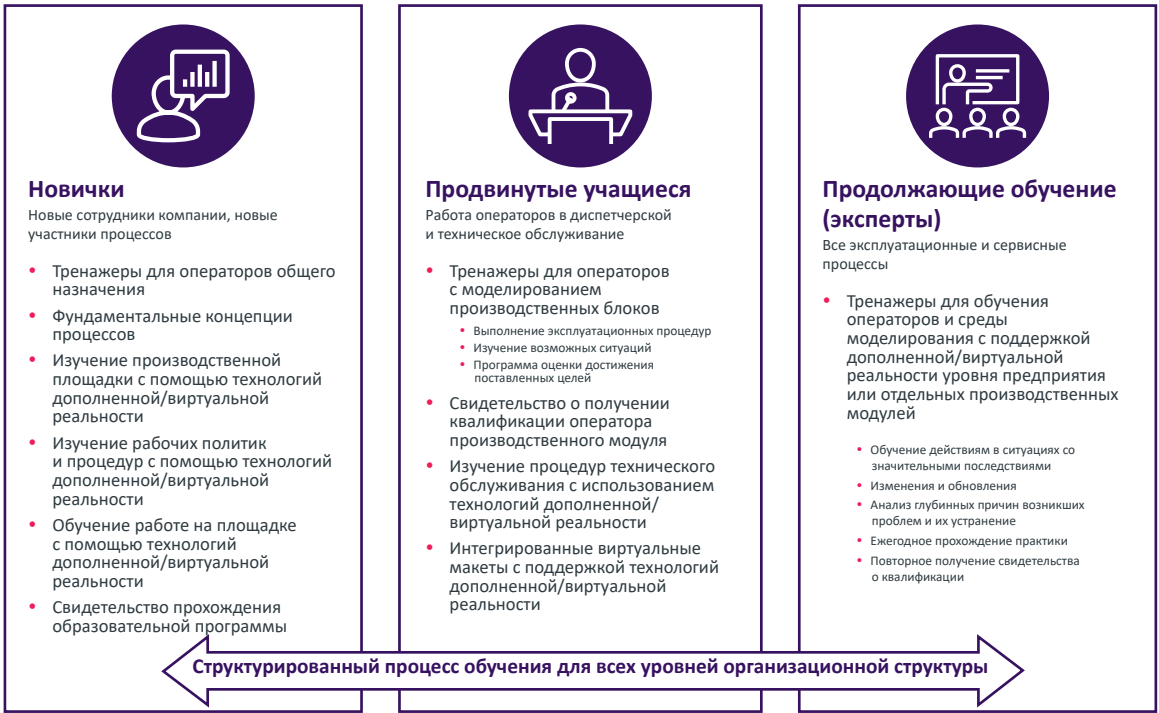 Новички
Новые сотрудники компании, новые
участники процессов
• Тренажеры для операторов общего
назначения
• Фундаментальные концепции
процессов
• Изучение производственной
площадки с помощью технологий
дополненной/виртуальной
реальности
• Изучение рабочих политик
и процедур с помощью технологий
дополненной/виртуальной
реальности
• Обучение работе на площадке
с помощью технологий
дополненной/виртуальной
реальности
• Свидетельство прохождения
образовательной программы
Продвинутые учащиеся
Работа операторов в диспетчерской
и техническое обслуживание
• Тренажеры для операторов
с моделированием
производственных блоков
• Выполнение эксплуатационных процедур
• Изучение возможных ситуаций
• Программа оценки достижения
поставленных целей
• Свидетельство о получении
квалификации оператора
производственного модуля
• Изучение процедур технического
обслуживания с использованием
технологий дополненной/
виртуальной реальности
• Интегрированные виртуальные
макеты с поддержкой технологий
дополненной/виртуальной
реальности
Продолжающие обучение
(эксперты)
Все эксплуатационные и сервисные
процессы
• Тренажеры для обучения
операторов и среды
моделирования с поддержкой
дополненной/виртуальной
реальности уровня предприятия
или отдельных производственных
модулей
• Обучение действиям в ситуациях со
значительными последствиями
• Изменения и обновления
• Анализ глубинных причин возникших
проблем и их устранение
• Ежегодное прохождение практики
• Повторное получение свидетельства
о квалификации
Структурированный процесс обучения для всех уровней организационной структуры